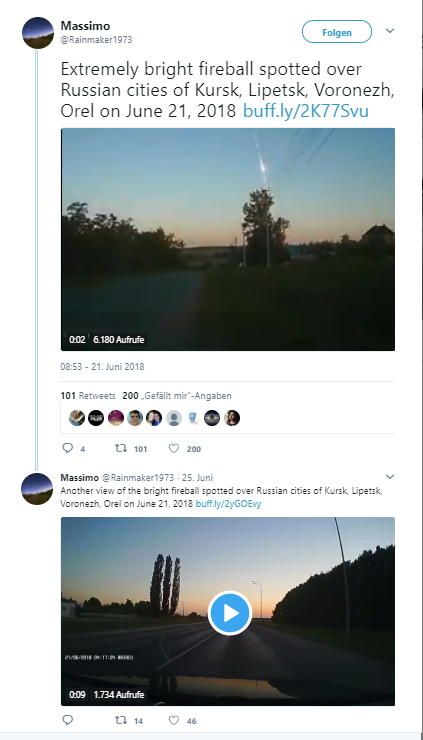 Massimo
@Rainmaker1973
Folgen
Extremely bright fireball spotted over
Russian cities of Kursk, Lipetsk, Voronezh,
Orel on June 21, 2018 buff.ly/2K77Svu
0:02 6.180 Aufrufe
08:53 - 21. Juni 2018
101 Retweets 200 „Gefällt mir“-Angaben
4 101 200
Massimo @Rainmaker1973 · 25. Juni
Another view of the bright fireball spotted over Russian cities of Kursk, Lipetsk,
Voronezh, Orel on June 21, 2018 buff.ly/2yGOEvy
21/06/2018 04:17:04
0:09 1.734 Aufrufe
14 46